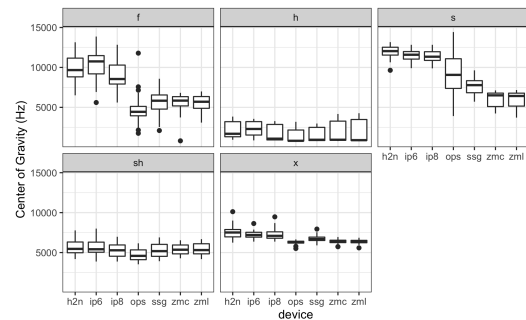 f
h
s
15000
10000
5000
h2n ip6 ip8 ops ssg zmc zml
sh
x
15000
10000
5000
h2n ip6 ip8 ops ssg zmc zml
h2n ip6 ip8 ops ssg zmc zml
device
Center of Gravity (Hz)